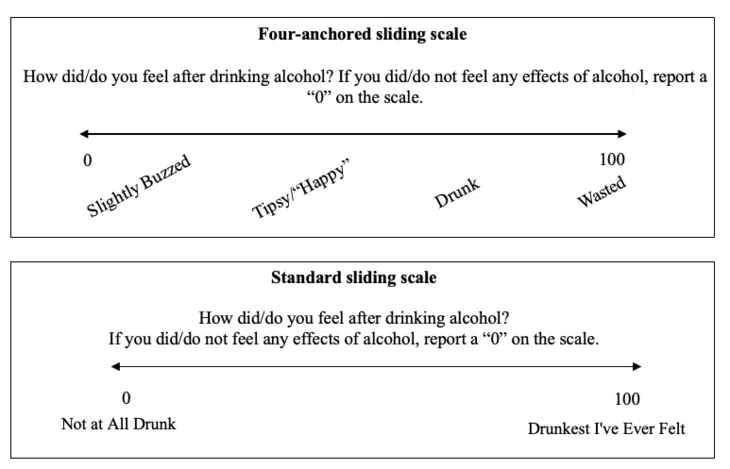 Four-anchored sliding scale
How did/do you feel after drinking alcohol? If you did/do not feel any effects of alcohol, report a
“0” on the scale.
0
100
Slightly Buzzed
Tipsy/“Happy”
Drunk
Wasted
Standard sliding scale
How did/do you feel after drinking alcohol?
If you did/do not feel any effects of alcohol, report a “0” on the scale.
0
100
Not at All Drunk
Drunkest I've Ever Felt